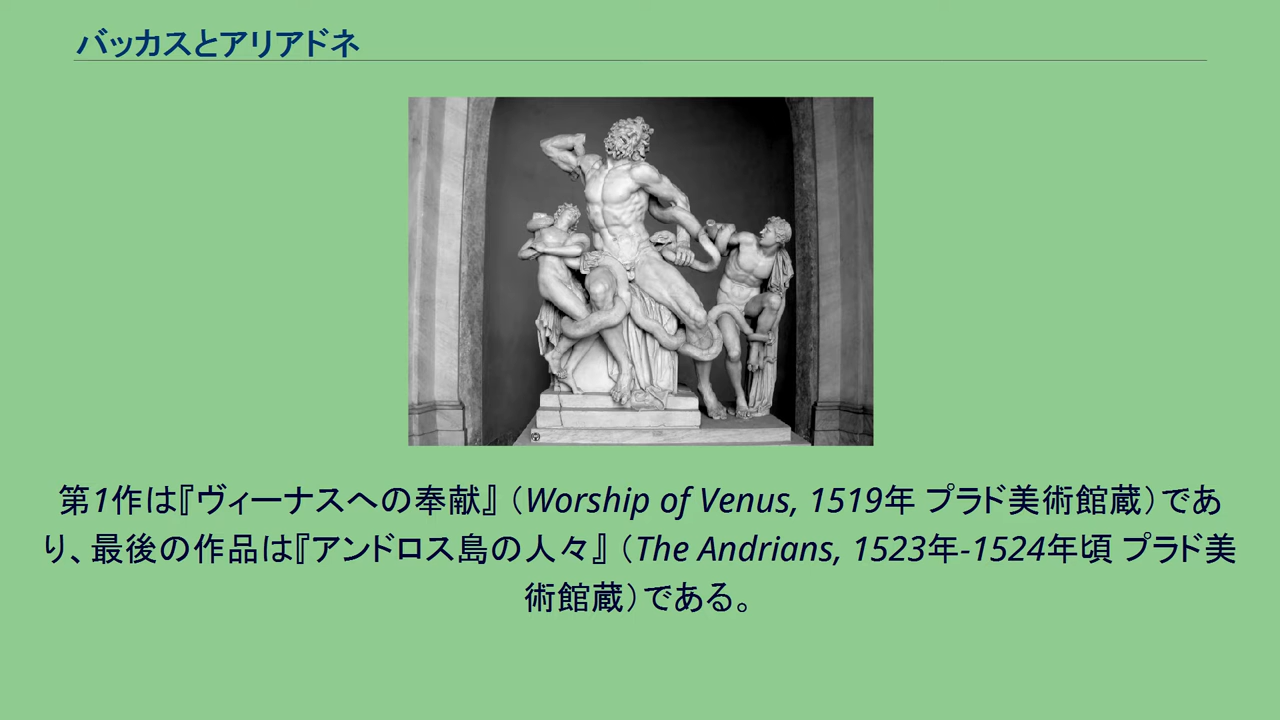 バッカスとアリアドネ
第1作は『ヴィーナスへの奉献』（Worship of Venus, 1519年 プラド美術館蔵）であ
り、最後の作品は『アンドロス島の人々』（The Andrians, 1523年-1524年頃 プラド美
術館蔵）である。